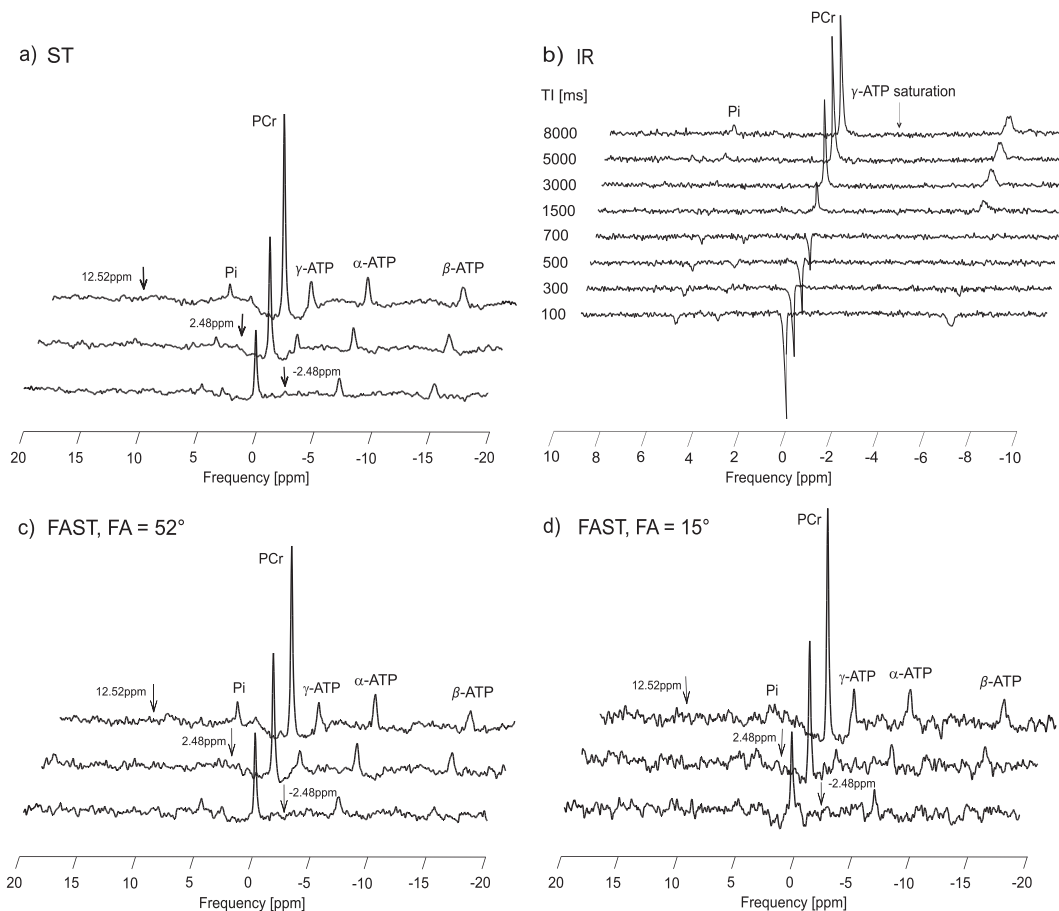 a) ST
PCr
12.52ppm
Pi
γ-ATP
α-ATP
β-ATP
2.48ppm
-2.48ppm
20 15 10 5 0 -5 -10 -15 -20
Frequency [ppm]
b) IR
PCr
TI [ms]
Pi
γ-ATP saturation
8000
5000
3000
1500
700
500
300
100
10 8 6 4 2 0 -2 -4 -6 -8 -10
Frequency [ppm]
c) FAST, FA = 52°
PCr
12.52ppm
Pi
γ-ATP
α-ATP
β-ATP
2.48ppm
-2.48ppm
20 15 10 5 0 -5 -10 -15 -20
Frequency [ppm]
d) FAST, FA = 15°
PCr
12.52ppm
Pi
γ-ATP
α-ATP
β-ATP
2.48ppm
-2.48ppm
20 15 10 5 0 -5 -10 -15 -20
Frequency [ppm]